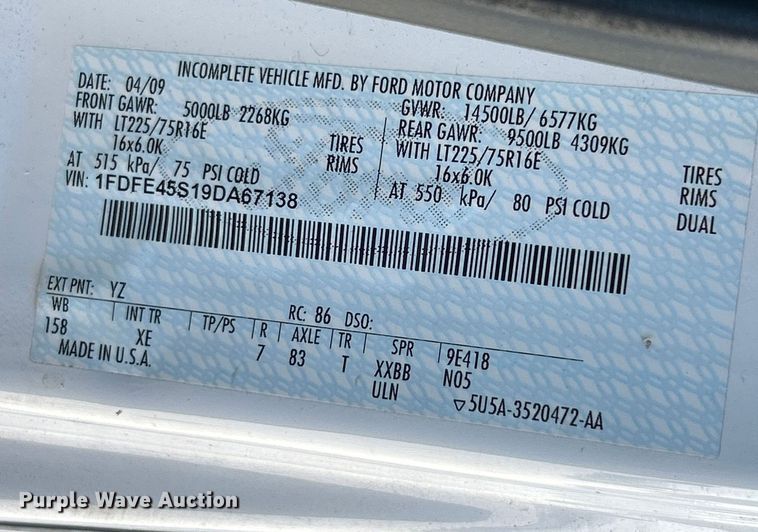 INCOMPLETE VEHICLE MFD. BY FORD MOTOR COMPANY
DATE: 04/09 GVWR: 14500LB/ 6577KG
FRONT GAWR: 5000LB 2268KG REAR GAWR: 9500LB 4309KG
WITH LT225/75R16E TIRES WITH LT225/75R16E TIRES
16x6.0K RIMS 16x6.0K RIMS
AT 515 kPa/ 75 PSI COLD AT 550 kPa/ 80 PSI COLD DUAL
VIN: 1FDFE45S19DA67138
EXT PNT: YZ RC: 86 DSO:
WB INT TR TP/PS R AXLE TR SPR 9E418
158 XE 7 83 T XXBB N05
MADE IN U.S.A. ULN ▽5U5A-3520472-AA
Purple Wave Auction